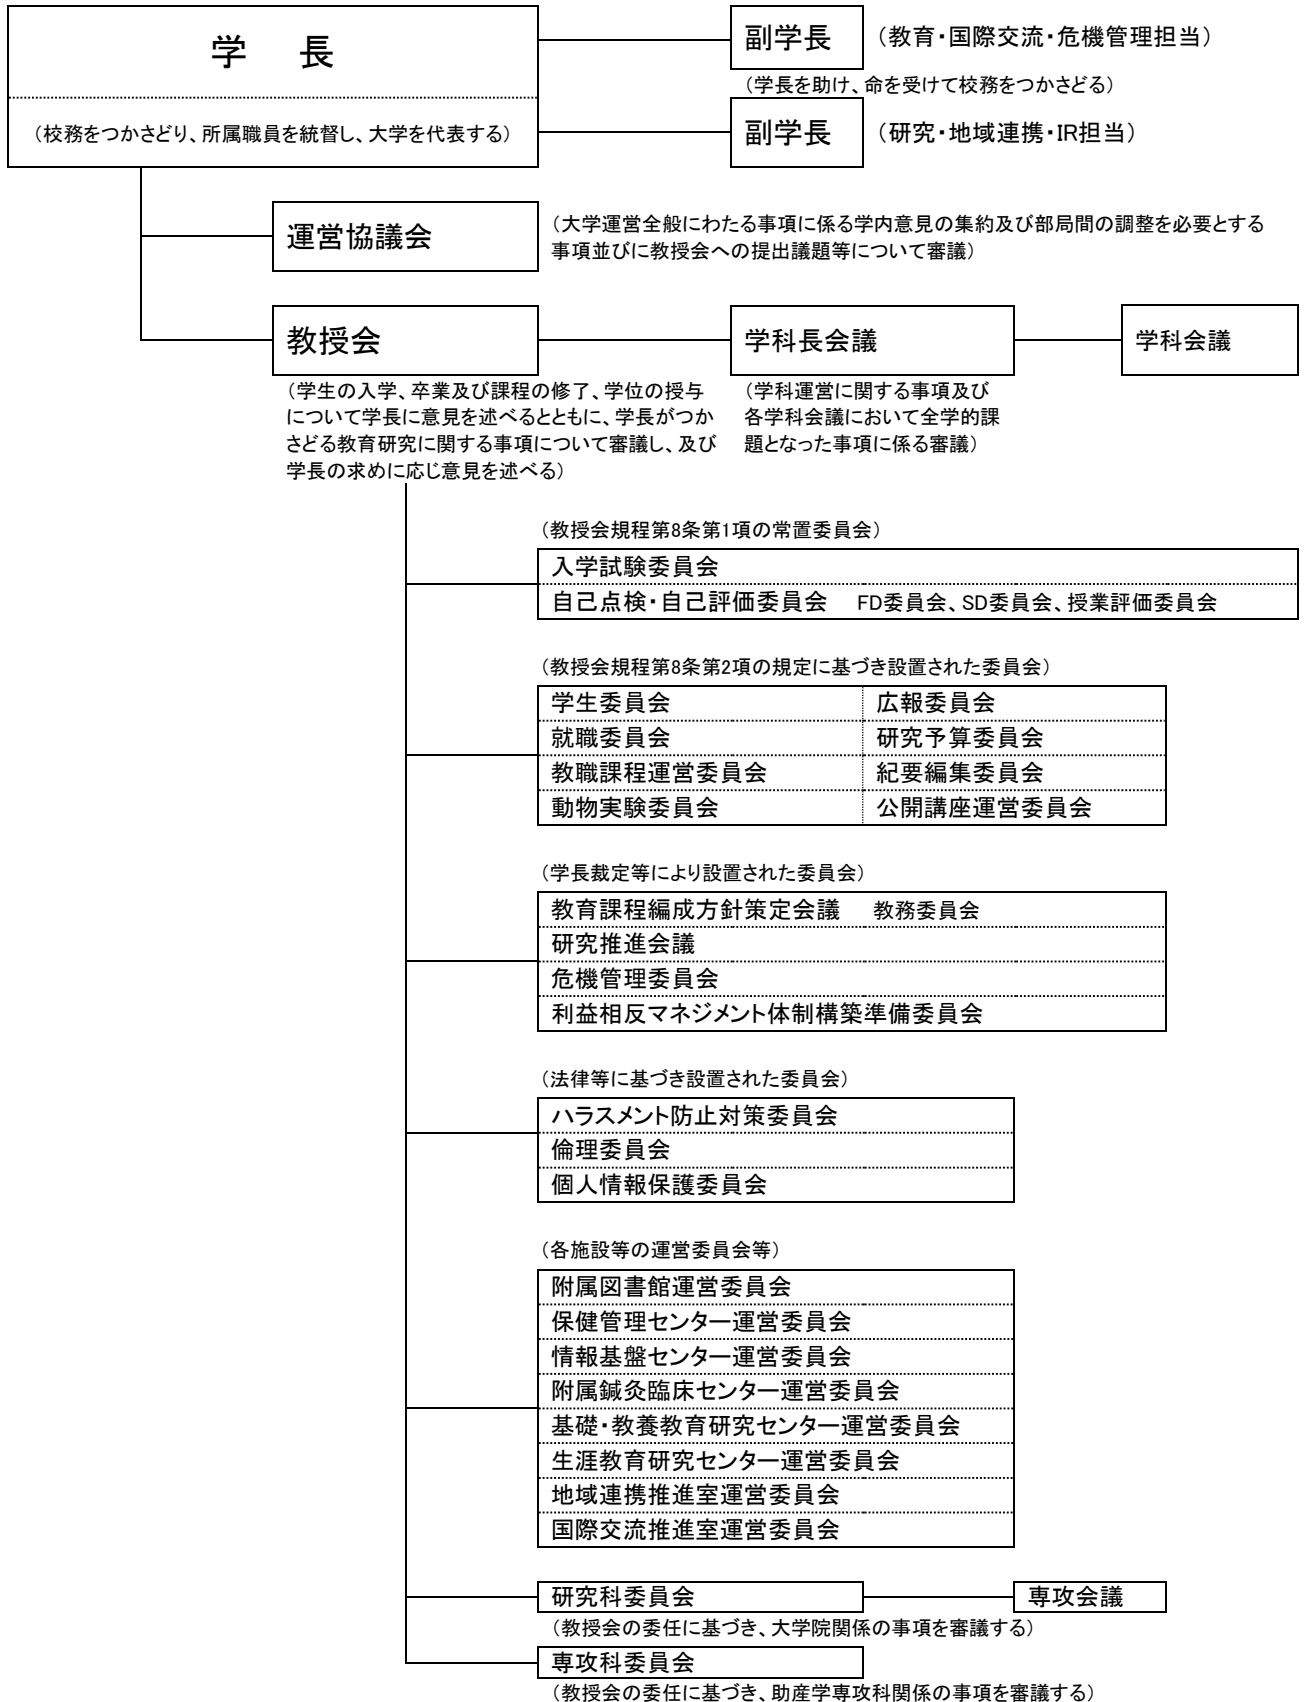 学　長
（校務をつかさどり、所属職員を統督し、大学を代表する）
副学長　（教育・国際交流・危機管理担当）
（学長を助け、命を受けて校務をつかさどる）
副学長　（研究・地域連携・IR担当）
運営協議会
（大学運営全般にわたる事項に係る学内意見の集約及び部局間の調整を必要とする
事項並びに教授会への提出議題等について審議）
教授会
（学生の入学、卒業及び課程の修了、学位の授与
について学長に意見を述べるとともに、学長がつか
さどる教育研究に関する事項について審議し、及び
学長の求めに応じ意見を述べる）
学科長会議
（学科運営に関する事項及び
各学科会議において全学的課
題となった事項に係る審議）
学科会議
（教授会規程第8条第1項の常置委員会）
入学試験委員会
自己点検・自己評価委員会　FD委員会、SD委員会、授業評価委員会
（教授会規程第8条第2項の規定に基づき設置された委員会）
学生委員会　広報委員会
就職委員会　研究予算委員会
教職課程運営委員会　紀要編集委員会
動物実験委員会　公開講座運営委員会
（学長裁定等により設置された委員会）
教育課程編成方針策定会議　教務委員会
研究推進会議
危機管理委員会
利益相反マネジメント体制構築準備委員会
（法律等に基づき設置された委員会）
ハラスメント防止対策委員会
倫理委員会
個人情報保護委員会
（各施設等の運営委員会等）
附属図書館運営委員会
保健管理センター運営委員会
情報基盤センター運営委員会
附属鍼灸臨床センター運営委員会
基礎・教養教育研究センター運営委員会
生涯教育研究センター運営委員会
地域連携推進室運営委員会
国際交流推進室運営委員会
研究科委員会　専攻会議
（教授会の委任に基づき、大学院関係の事項を審議する）
専攻科委員会
（教授会の委任に基づき、助産学専攻科関係の事項を審議する）